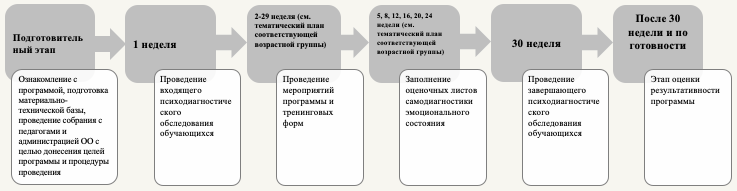 Подготовитель
ный этап
Ознакомление с
программой, подготовка
материально-
технической базы,
проведение собрания с
педагогами и
администрацией ОО с
целью донесения целей
программы и процедуры
проведения
1 неделя
Проведение
входящего
психодиагностиче
ского
обследования
обучающихся
2-29 неделя (см.
тематический план
соответствующей
возрастной группы)
Проведение
мероприятий
программы и
тренинговых
форм
5, 8, 12, 16, 20, 24
недели (см.
тематический план
соответствующей
возрастной группы)
Заполнение
оценочных листов
самодиагностики
эмоционального
состояния
30 неделя
Проведение
завершающего
психодиагностиче
ского
обследования
обучающихся
После 30
недели и по
готовности
Этап оценки
результативности
программы